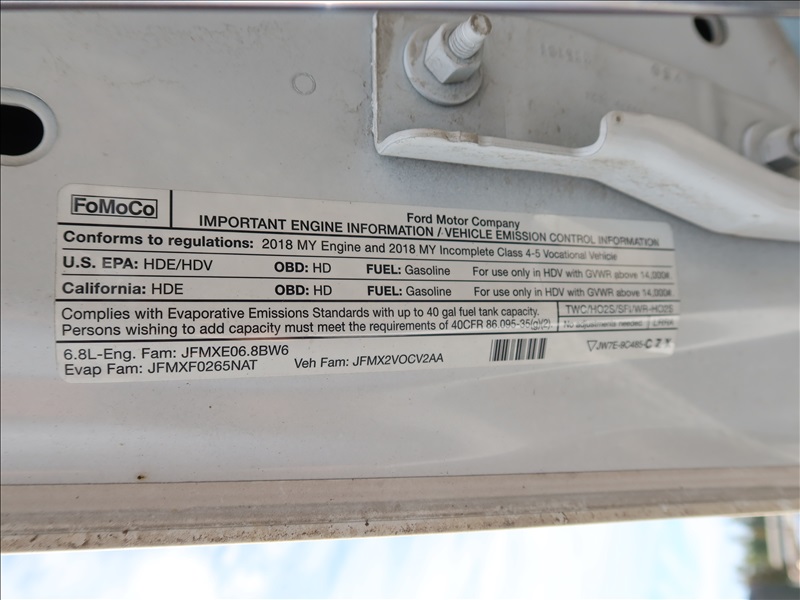 FoMoCo
Ford Motor Company
IMPORTANT ENGINE INFORMATION / VEHICLE EMISSION CONTROL INFORMATION
Conforms to regulations: 2018 MY Engine and 2018 MY Incomplete Class 4-5 Vocational Vehicle
U.S. EPA: HDE/HDV OBD: HD FUEL: Gasoline For use only in HDV with GVWR above 14,000#.
California: HDE OBD: HD FUEL: Gasoline For use only in HDV with GVWR above 14,000#.
Complies with Evaporative Emissions Standards with up to 40 gal fuel tank capacity.
Persons wishing to add capacity must meet the requirements of 40CFR 86.095-35(g)(2)
TWC/HO2S/SFI/WR-HO2S
No adjustments needed.
6.8L-Eng. Fam: JFMXE06.8BW6
Evap Fam: JFMXF0265NAT
Veh Fam: JFMX2VOCV2AA
JW7E-9C485-